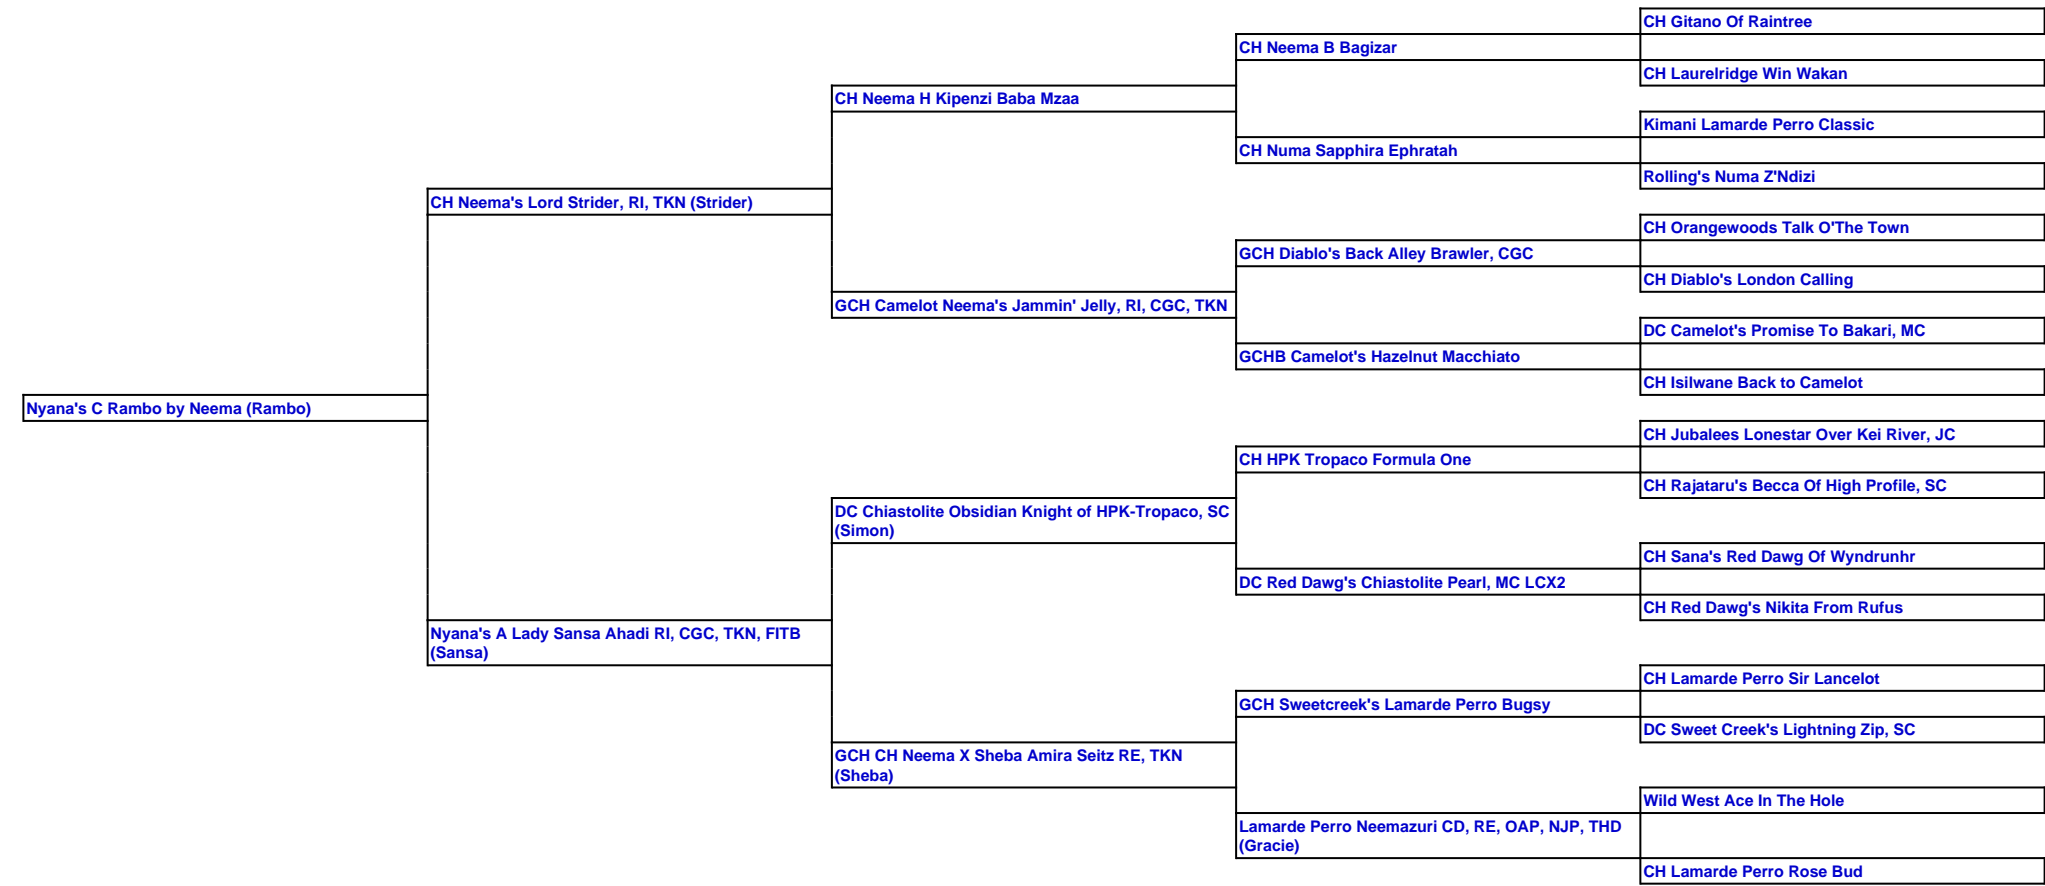 CH Gitano Of Raintree
CH Neema B Bagizar
CH Laurelridge Win Wakan
CH Neema H Kipenzi Baba Mzaa
Kimani Lamarde Perro Classic
CH Numa Sapphira Ephratah
Rolling's Numa Z'Ndizi
CH Neema's Lord Strider, RI, TKN (Strider)
CH Orangewoods Talk O'The Town
GCH Diablo's Back Alley Brawler, CGC
CH Diablo's London Calling
GCH Camelot Neema's Jammin' Jelly, RI, CGC, TKN
DC Camelot's Promise To Bakari, MC
GCHB Camelot's Hazelnut Macchiato
CH Isilwane Back to Camelot
Nyana's C Rambo by Neema (Rambo)
CH Jubalees Lonestar Over Kei River, JC
CH HPK Tropaco Formula One
CH Rajataru's Becca Of High Profile, SC
DC Chiastolite Obsidian Knight of HPK-Tropaco, SC
(Simon)
CH Sana's Red Dawg Of Wyndrunhr
DC Red Dawg's Chiastolite Pearl, MC LCX2
CH Red Dawg's Nikita From Rufus
Nyana's A Lady Sansa Ahadi RI, CGC, TKN, FITB
(Sansa)
CH Lamarde Perro Sir Lancelot
GCH Sweetcreek's Lamarde Perro Bugsy
DC Sweet Creek's Lightning Zip, SC
GCH CH Neema X Sheba Amira Seitz RE, TKN
(Sheba)
Wild West Ace In The Hole
Lamarde Perro Neemazuri CD, RE, OAP, NJP, THD
(Gracie)
CH Lamarde Perro Rose Bud